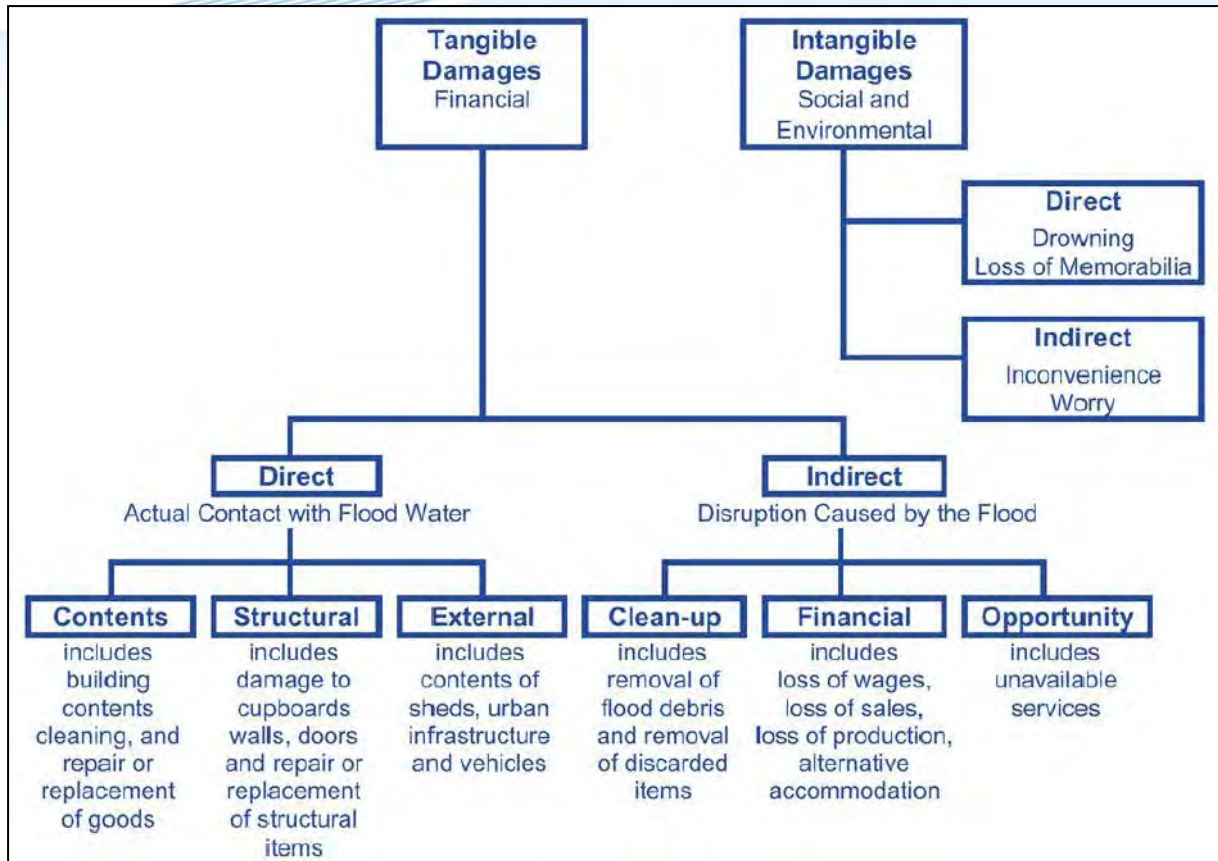 Tangible
Damages
Financial
Intangible
Damages
Social and
Environmental
Direct
Drowning
Loss of Memorabilia
Indirect
Inconvenience
Worry
Direct
Actual Contact with Flood Water
Indirect
Disruption Caused by the Flood
Contents
includes
building
contents
cleaning, and
repair or
replacement
of goods
Structural
includes
damage to
cupboards
walls, doors
and repair or
replacement
of structural
items
External
includes
contents of
sheds, urban
infrastructure
and vehicles
Clean-up
includes
removal of
flood debris
and removal
of discarded
items
Financial
includes
loss of wages,
loss of sales,
loss of production,
alternative
accommodation
Opportunity
includes
unavailable
services